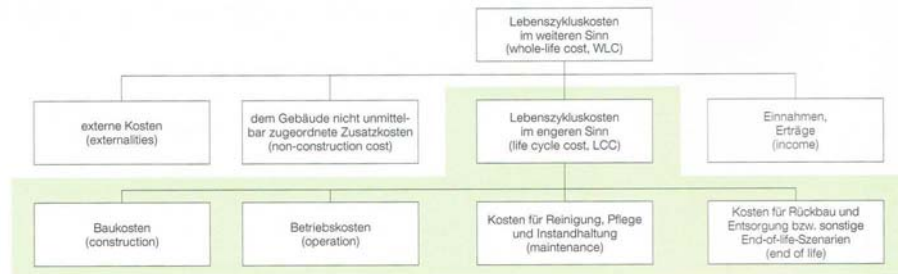 Lebenszykluskosten
im weiteren Sinn
(whole-life cost, WLC)
externe Kosten
(externalities)
dem Gebäude nicht unmittel-
bar zugeordnete Zusatzkosten
(non-construction cost)
Lebenszykluskosten
im engeren Sinn
(life cycle cost, LCC)
Einnahmen,
Erträge
(income)
Baukosten
(construction)
Betriebskosten
(operation)
Kosten für Reinigung, Pflege
und Instandhaltung
(maintenance)
Kosten für Rückbau und
Entsorgung bzw. sonstige
End-of-life-Szenarien
(end of life)